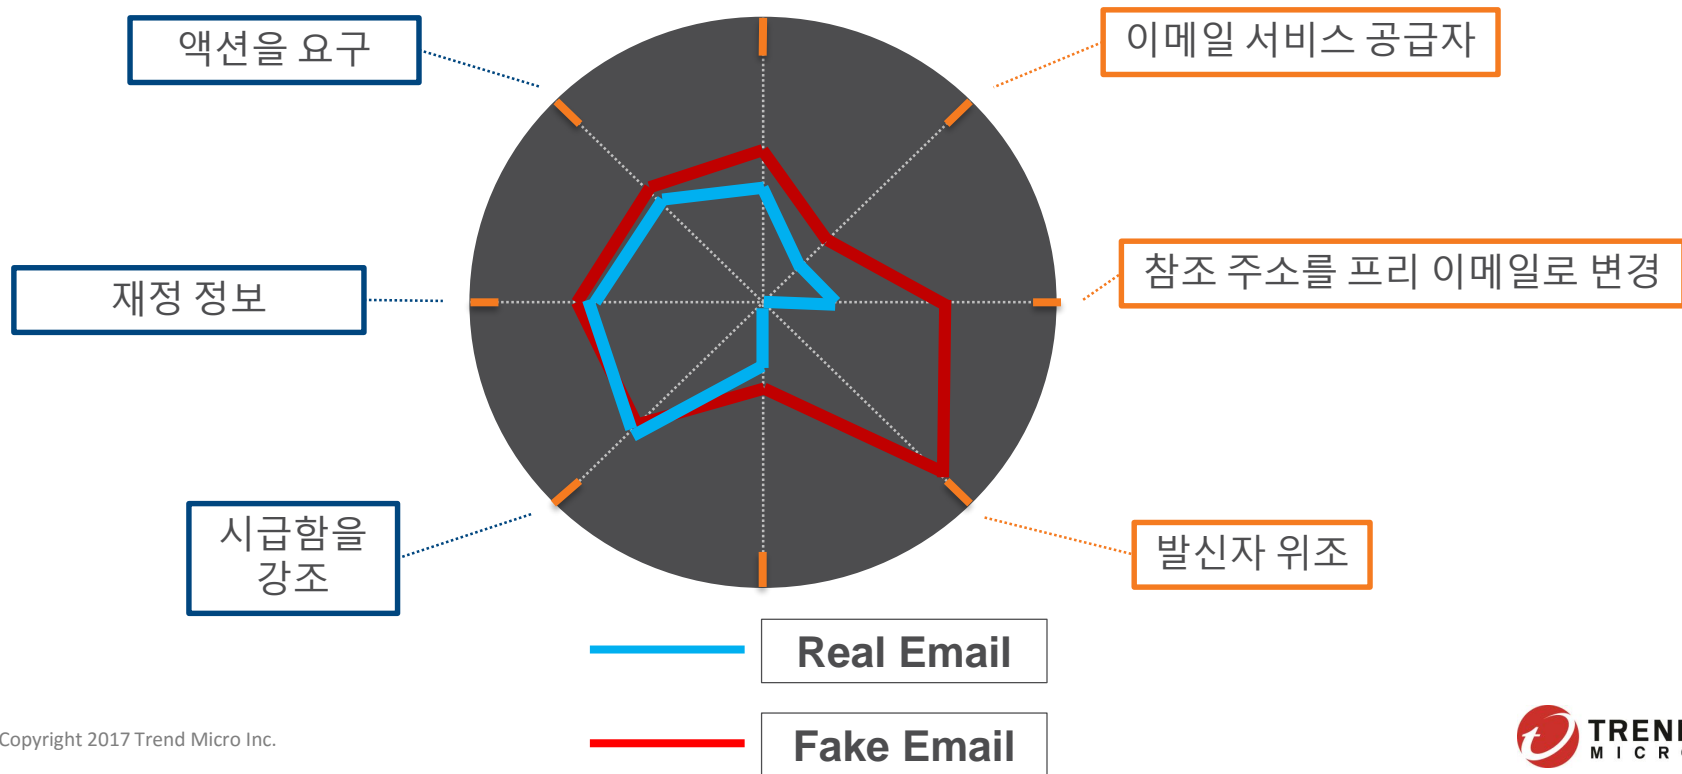 액션을 요구
이메일 서비스 공급자
재정 정보
참조 주소를 프리 이메일로 변경
시급함을
강조
발신자 위조
Real Email
Fake Email
Copyright 2017 Trend Micro Inc.
TREND
MICRO